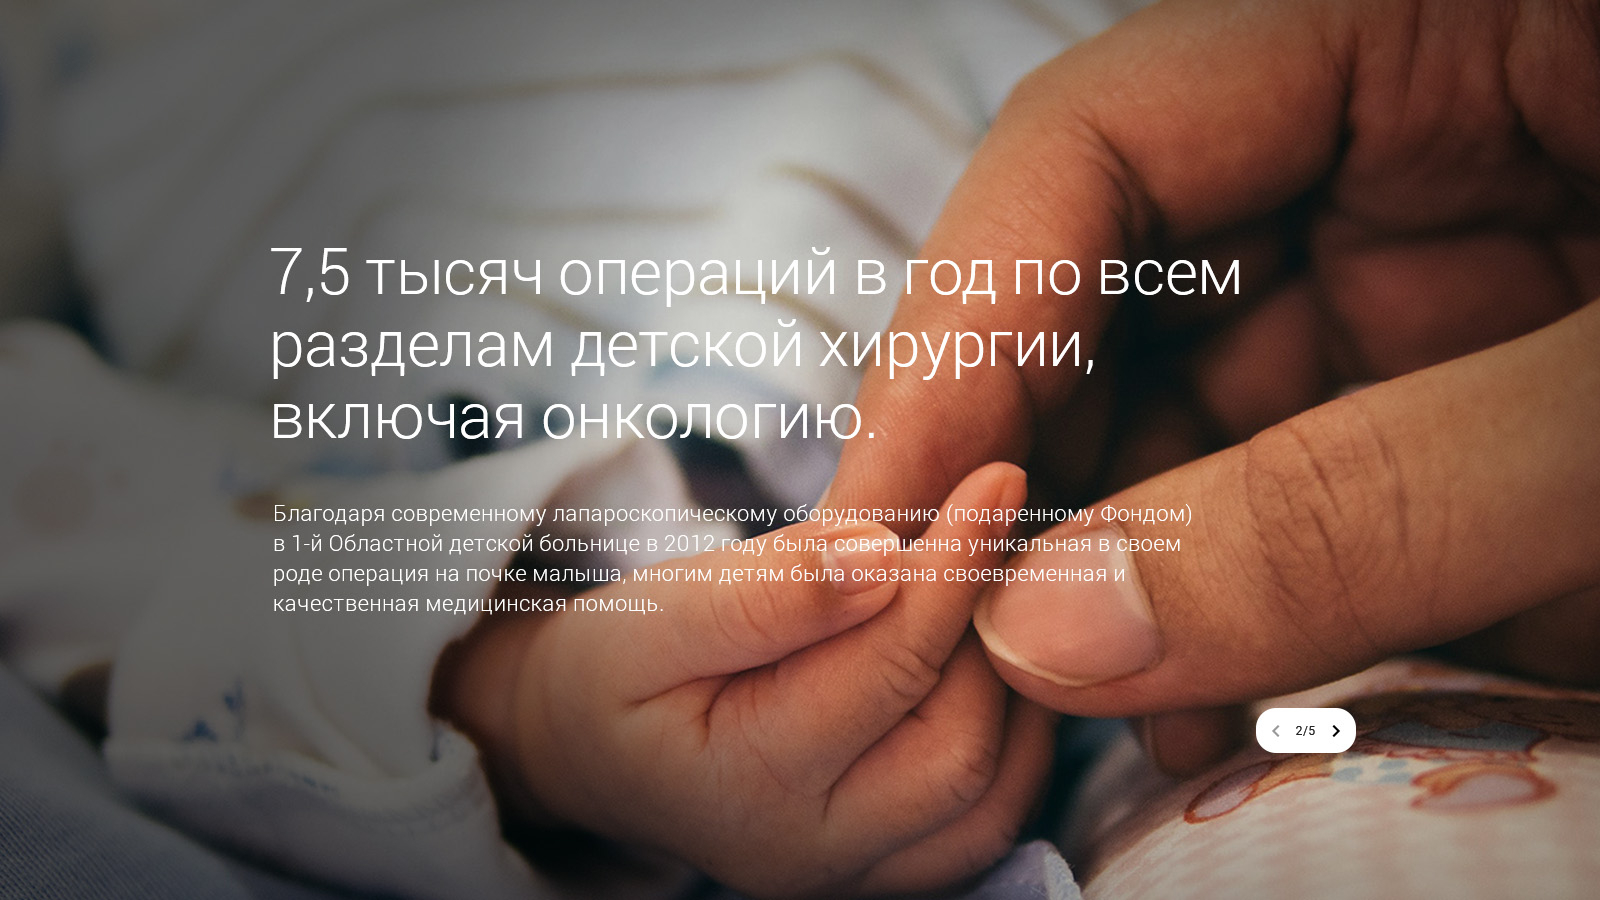 7,5 тысяч операций в год по всем
разделам детской хирургии,
включая онкологию.
Благодаря современному лапароскопическому оборудованию (подаренному Фондом)
в 1-й Областной детской больнице в 2012 году была совершенна уникальная в своем
роде операция на почке малыша, многим детям была оказана своевременная и
качественная медицинская помощь.
2/5